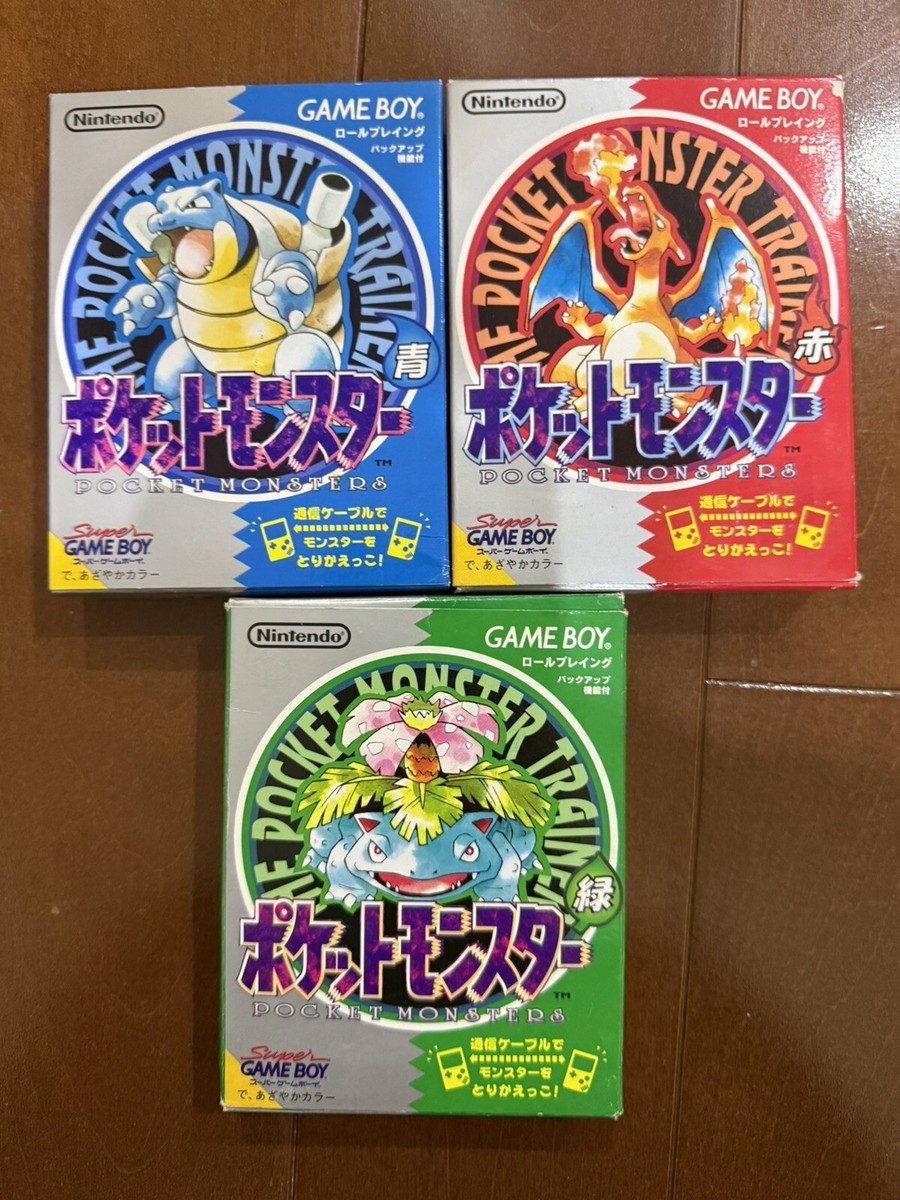 Nintendo
GAME BOY
ロールプレイング
バックアップ
機能付
THE POCKET MONSTER TRAINER
青
ポケットモンスター
TM
POCKET MONSTERS
Super
GAME BOY
スーパーゲームボーイ
で、あざやかカラー
通信ケーブルで
モンスターを
とりかえっこ!
Nintendo
GAME BOY
ロールプレイング
バックアップ
機能付
THE POCKET MONSTER TRAINER
赤
ポケットモンスター
TM
POCKET MONSTERS
Super
GAME BOY
スーパーゲームボーイ
で、あざやかカラー
通信ケーブルで
モンスターを
とりかえっこ!
Nintendo
GAME BOY
ロールプレイング
バックアップ
機能付
THE POCKET MONSTER TRAINER
緑
ポケットモンスター
TM
POCKET MONSTERS
Super
GAME BOY
スーパーゲームボーイ
で、あざやかカラー
通信ケーブルで
モンスターを
とりかえっこ!